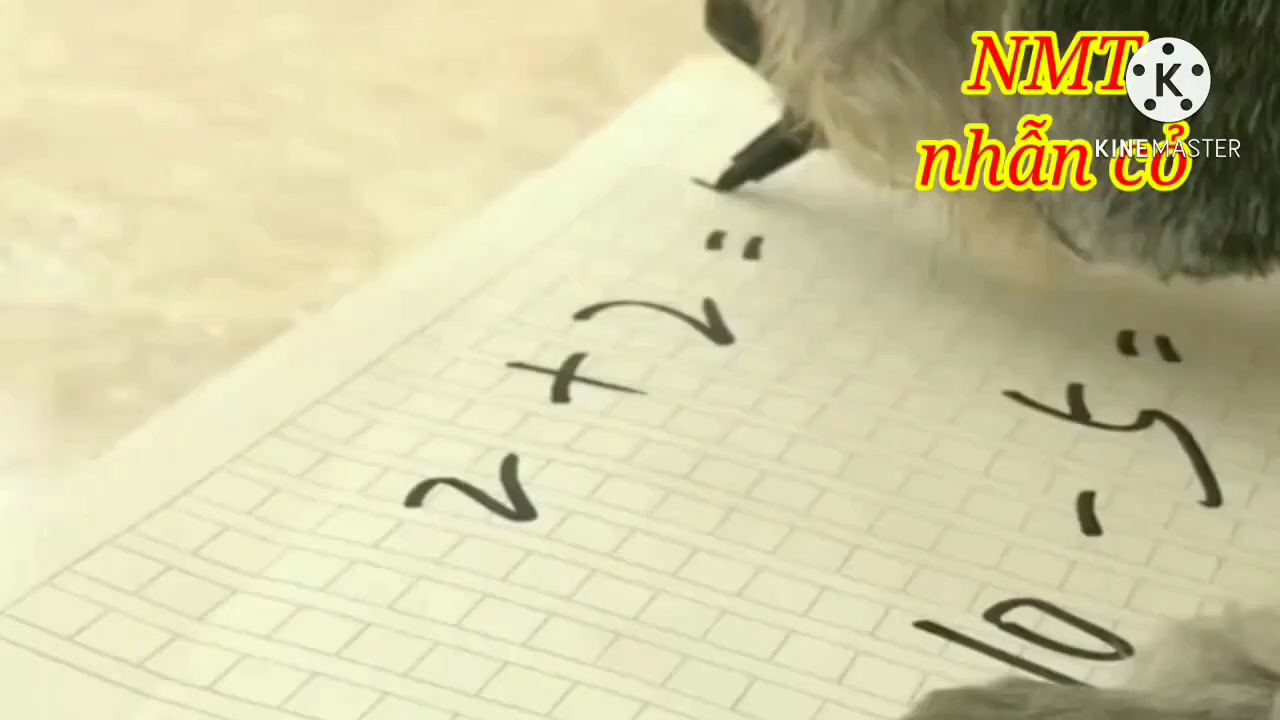 NMT
nhẫn cỏ
KINEMASTER
2 + 2 =
10 - 5 =